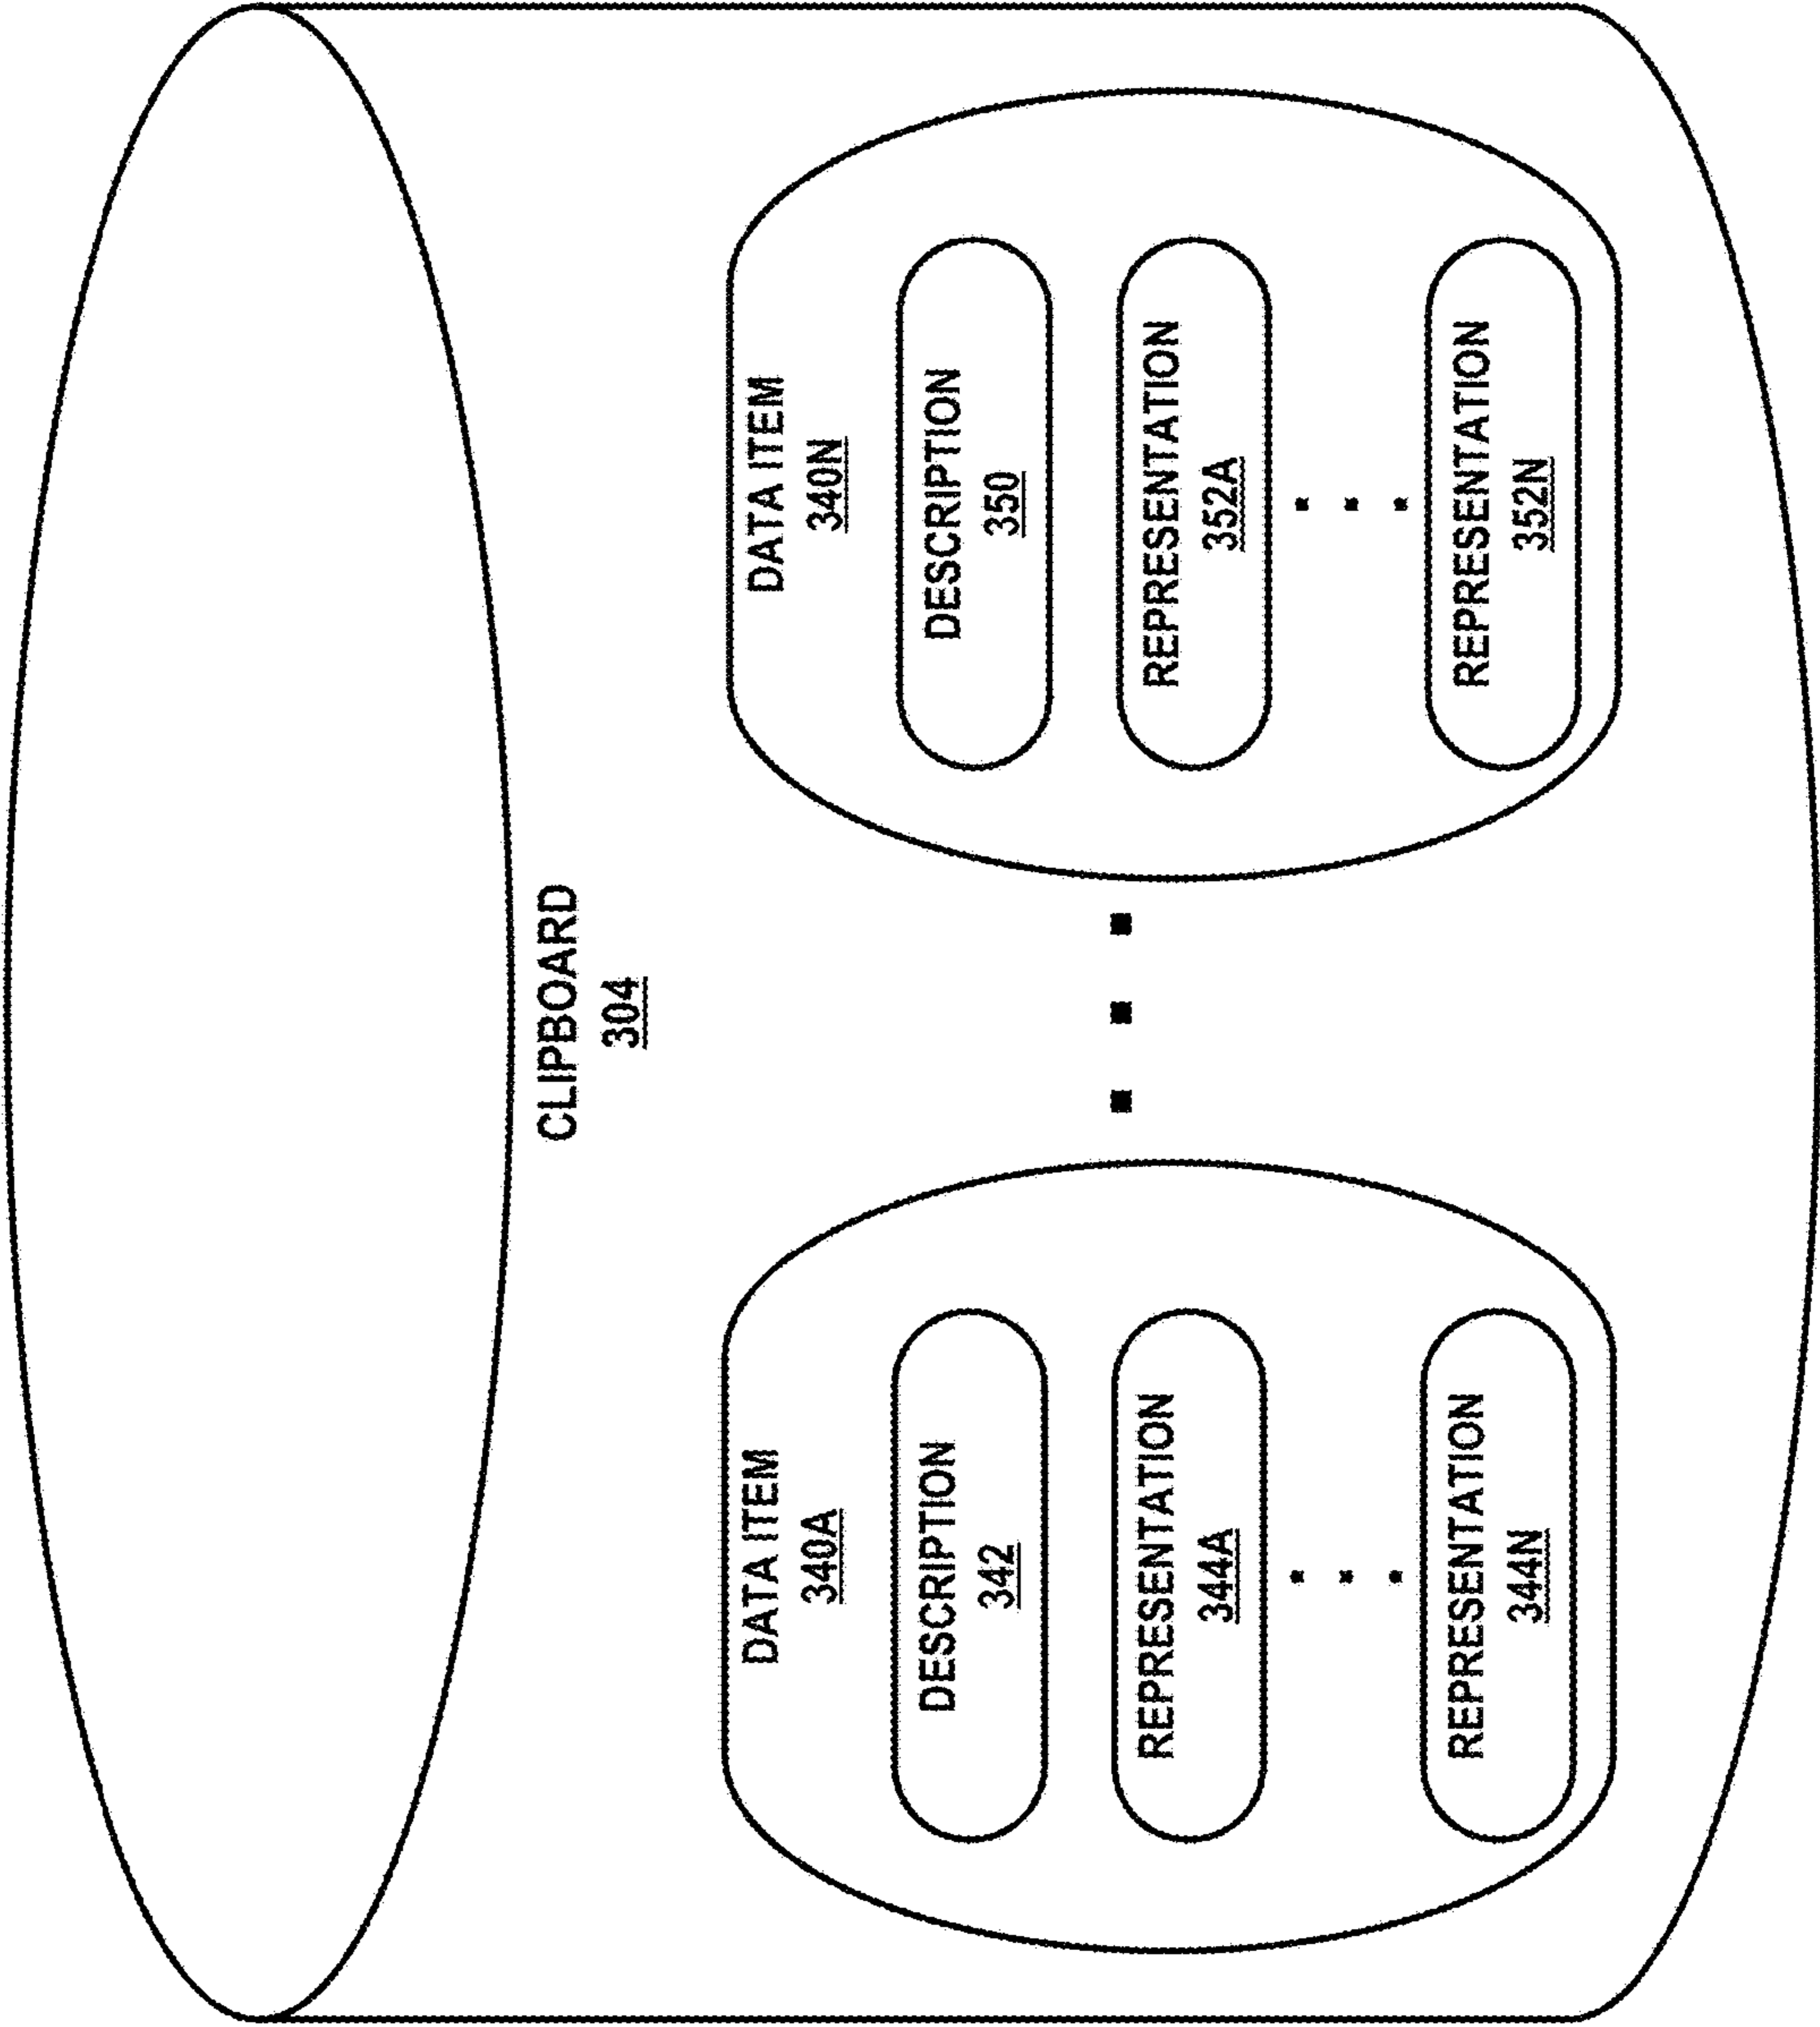 CLIPBOARD
304
DATA ITEM
340A
DESCRIPTION
342
REPRESENTATION
344A
REPRESENTATION
344N
DATA ITEM
340N
DESCRIPTION
350
REPRESENTATION
352A
REPRESENTATION
352N